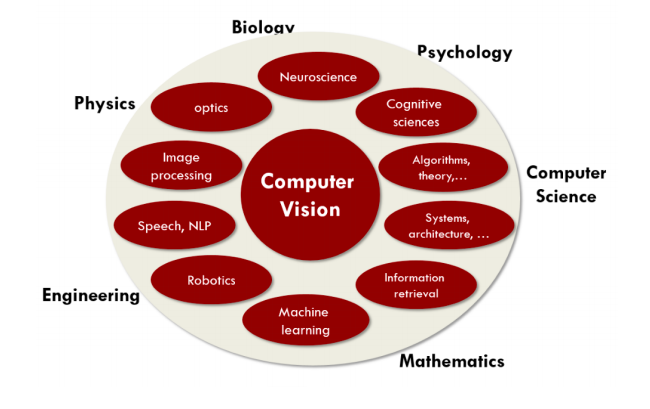 Biology
Psychology
Neuroscience
Physics
optics
Cognitive
sciences
Image
processing
Computer
Vision
Algorithms,
theory,...
Computer
Science
Speech, NLP
Systems,
architecture, ...
Robotics
Information
retrieval
Engineering
Machine
learning
Mathematics